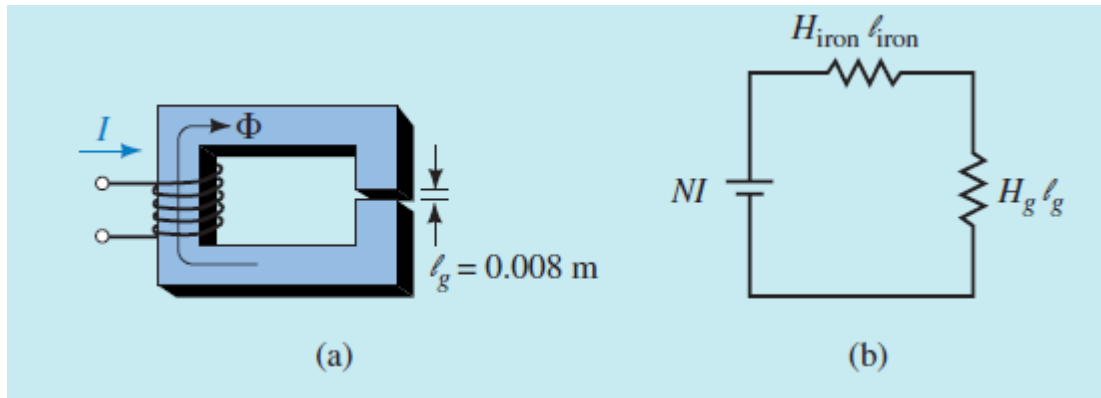 I
Φ
ℓg = 0.008 m
(a)
Hiron ℓiron
NI
Hg ℓg
(b)